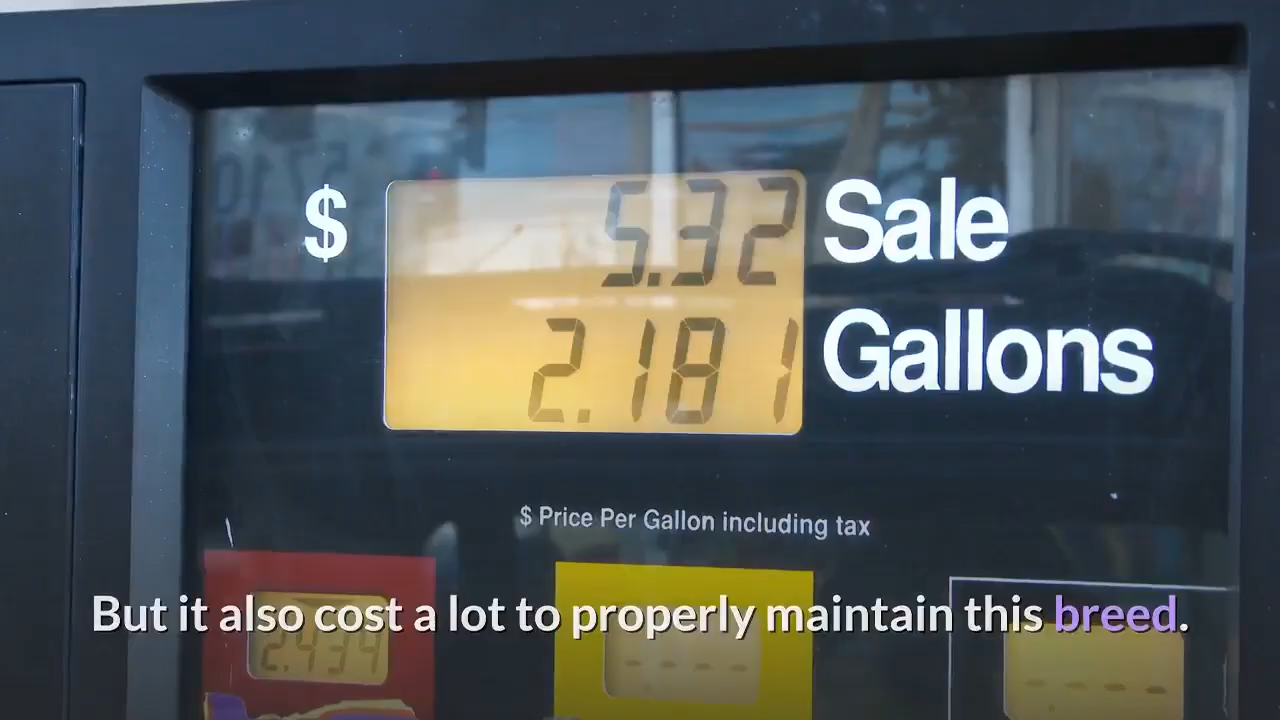 $ 5.32 Sale
2.181 Gallons
$ Price Per Gallon including tax
But it also cost a lot to properly maintain this breed.
2.939 - - - - - - - -